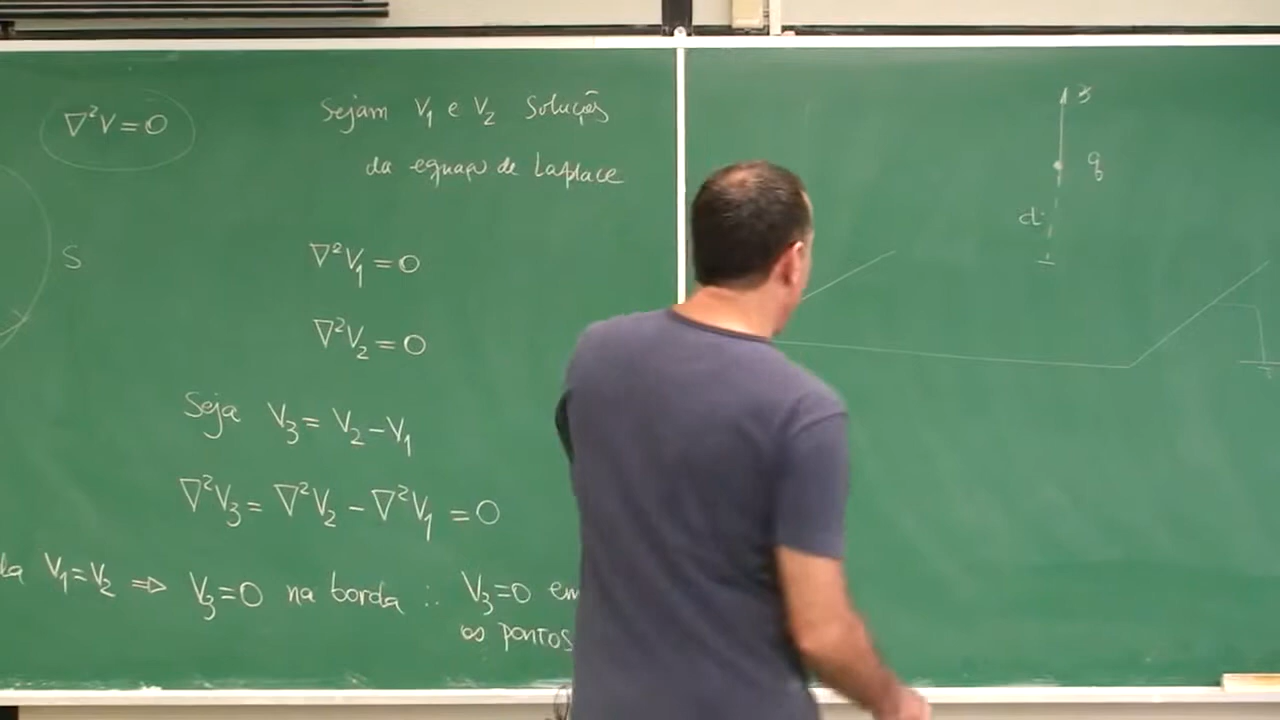 ∇²V = 0
S
Sejam V₁ e V₂ Soluções
da equaçã de Laplace
∇²V₁ = 0
∇²V₂ = 0
Seja V₃ = V₂ - V₁
∇²V₃ = ∇²V₂ - ∇²V₁ = 0
V₁ = V₂ ⇒ V₃ = 0 na borda ∴ V₃ = 0 em
os pontos
z
q
d